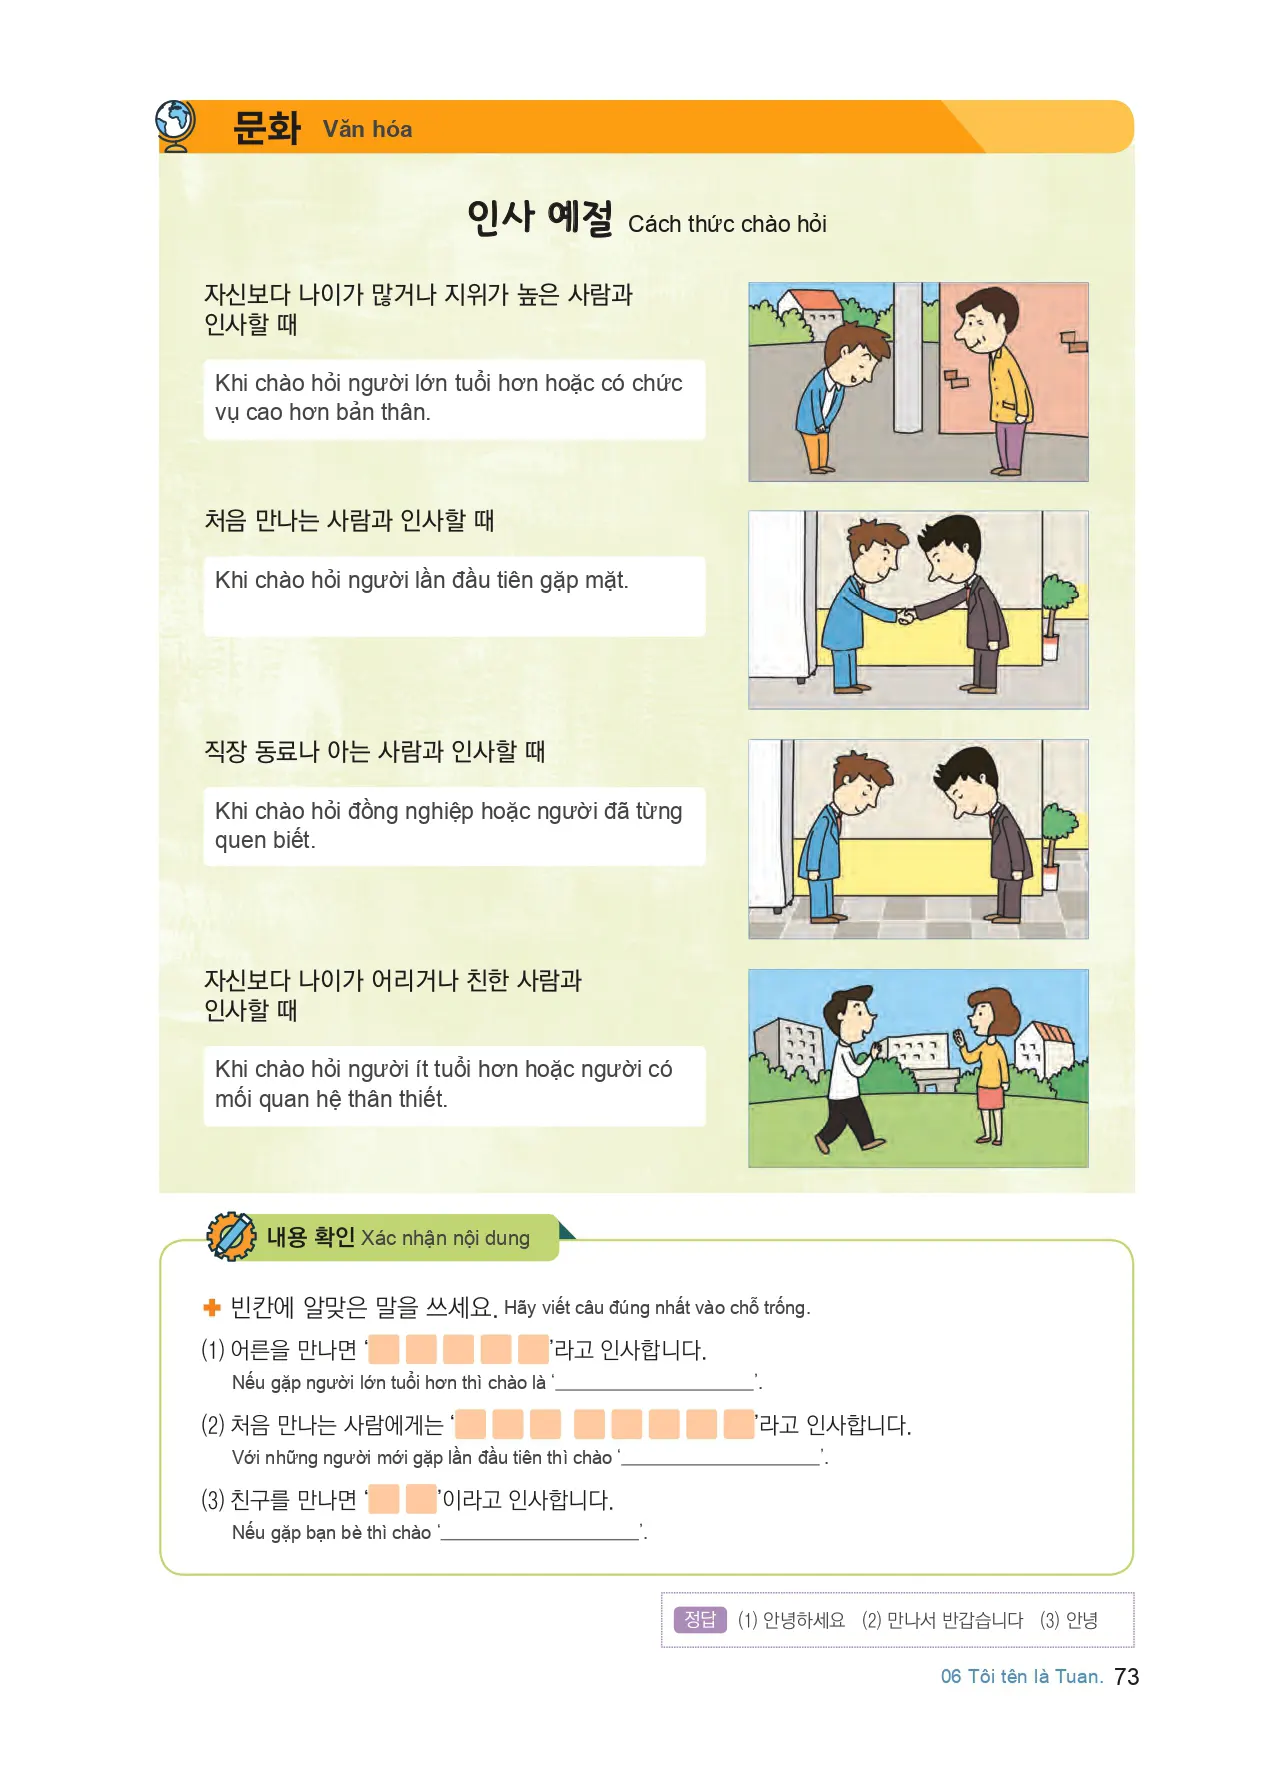 문화 Văn hóa
인사 예절 Cách thức chào hỏi
자신보다 나이가 많거나 지위가 높은 사람과
인사할 때
Khi chào hỏi người lớn tuổi hơn hoặc có chức
vụ cao hơn bản thân.
처음 만나는 사람과 인사할 때
Khi chào hỏi người lần đầu tiên gặp mặt.
직장 동료나 아는 사람과 인사할 때
Khi chào hỏi đồng nghiệp hoặc người đã từng
quen biết.
자신보다 나이가 어리거나 친한 사람과
인사할 때
Khi chào hỏi người ít tuổi hơn hoặc người có
mối quan hệ thân thiết.
내용 확인 Xác nhận nội dung
빈칸에 알맞은 말을 쓰세요. Hãy viết câu đúng nhất vào chỗ trống.
(1) 어른을 만나면 ‘ ’라고 인사합니다.
Nếu gặp người lớn tuổi hơn thì chào là ‘____________________’.
(2) 처음 만나는 사람에게는 ‘ ’라고 인사합니다.
Với những người mới gặp lần đầu tiên thì chào ‘____________________’.
(3) 친구를 만나면 ‘ ’이라고 인사합니다.
Nếu gặp bạn bè thì chào ‘____________________’.
정답 (1) 안녕하세요 (2) 만나서 반갑습니다 (3) 안녕
06 Tôi tên là Tuan. 73